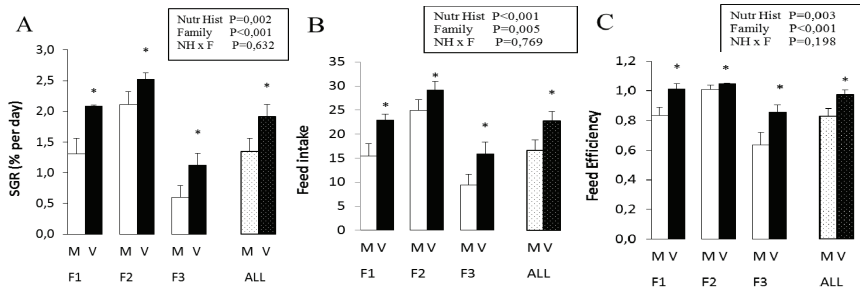 A
Nutr Hist P=0,002
Family P<0,001
NH x F P=0,632
SGR (% per day)
2,5
2,0
1,5
1,0
0,5
0,0
3,0
* * * *
M V M V M V M V
F1 F2 F3 ALL
B
Nutr Hist P<0,001
Family P=0,005
NH x F P=0,769
Feed intake
35
30
25
20
15
10
5
0
* * * *
M V M V M V M V
F1 F2 F3 ALL
C
Nutr Hist P=0,003
Family P<0,001
NH x F P=0,198
Feed Efficiency
1,2
1,0
0,8
0,6
0,4
0,2
0,0
* * * *
M V M V M V M V
F1 F2 F3 ALL